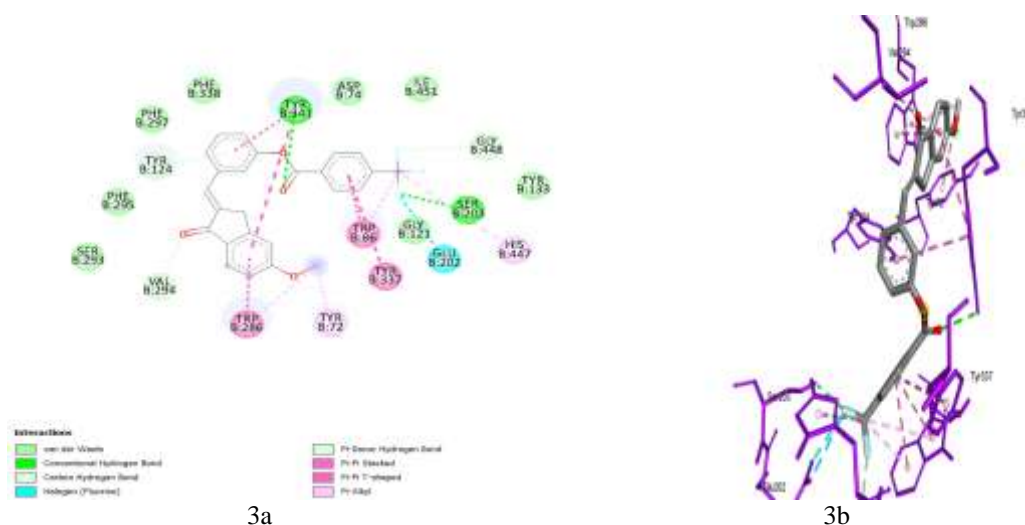 PHE
B:338
TYR
B:341
ASP
B:74
ILE
B:451
PHE
B:297
TYR
B:124
GLY
B:448
TYR
B:133
PHE
B:295
SER
B:203
GLY
B:121
TRP
B:86
GLU
B:202
HIS
B:447
SER
B:293
TYR
B:337
VAL
B:294
TRP
B:286
TYR
B:72
Interactions
van der Waals
Conventional Hydrogen Bond
Carbon Hydrogen Bond
Halogen (Fluorine)
Pi-Donor Hydrogen Bond
Pi-Pi Stacked
Pi-Pi T-shaped
Pi-Alkyl
Trp286
Tyr337
3a
3b